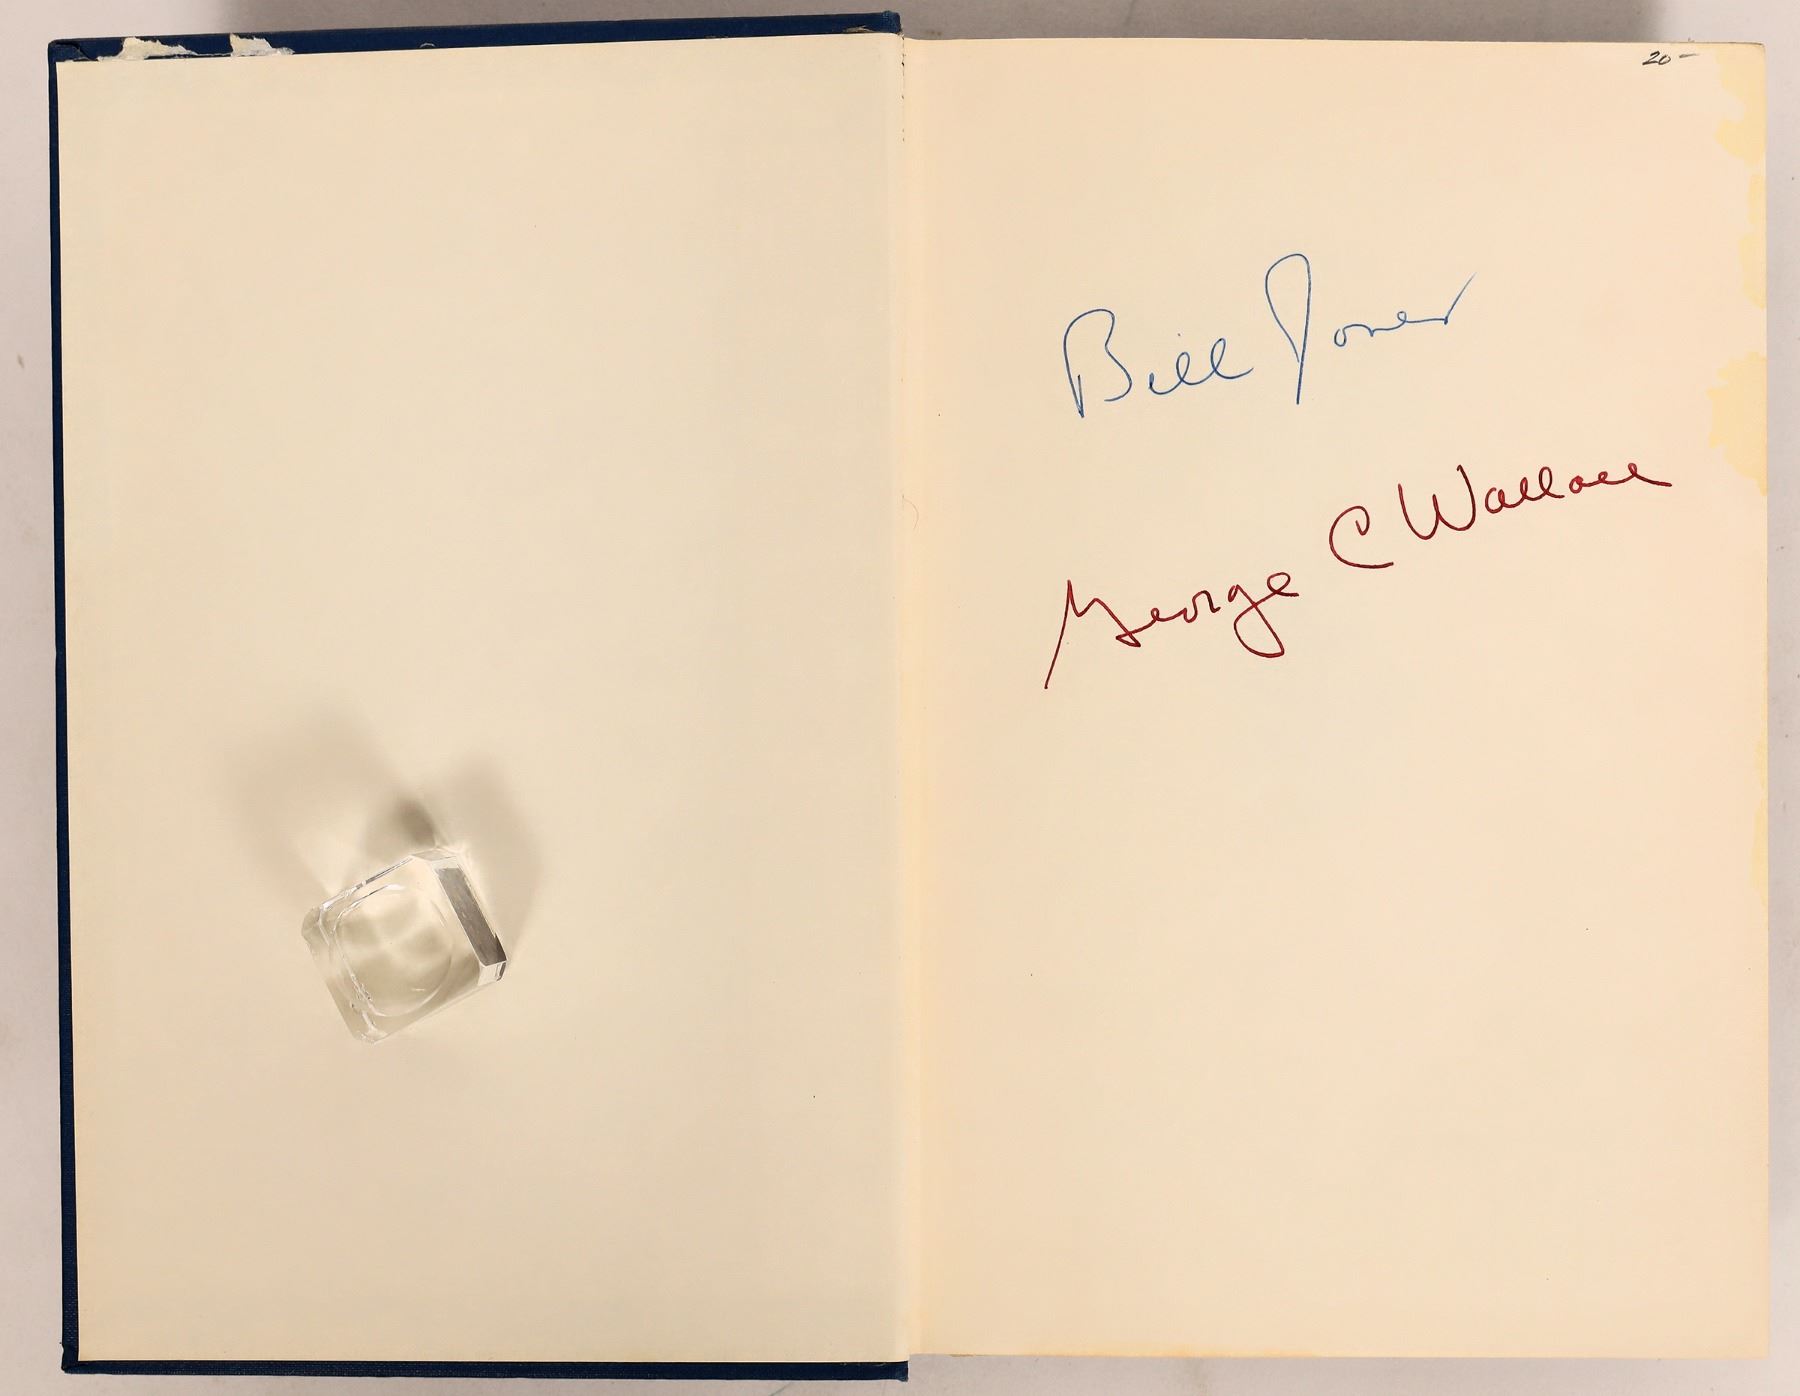 20-
Bill Jones
George C Wallace